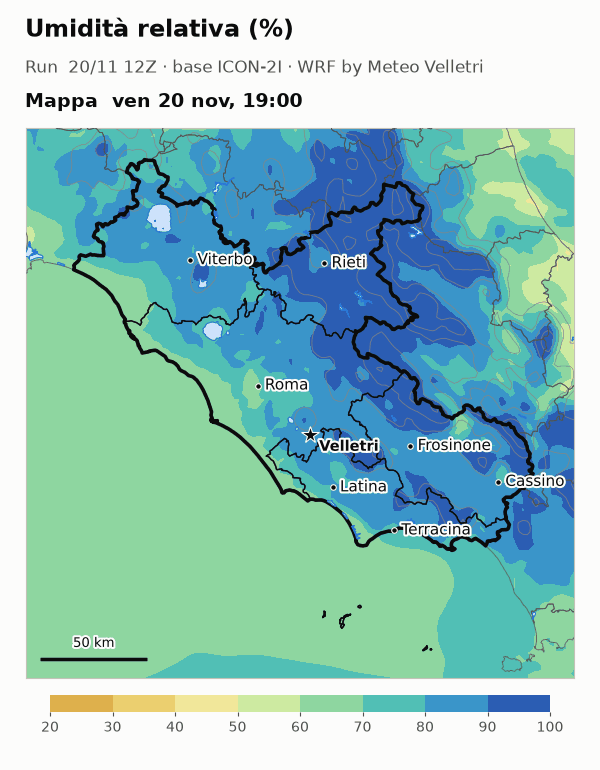 Umidità relativa (%)
Run  20/11 12Z · base ICON-2I · WRF by Meteo Velletri
Mappa  ven 20 nov, 19:00
Viterbo
Rieti
Roma
Velletri
Frosinone
Latina
Cassino
Terracina
50 km
20 30 40 50 60 70 80 90 100